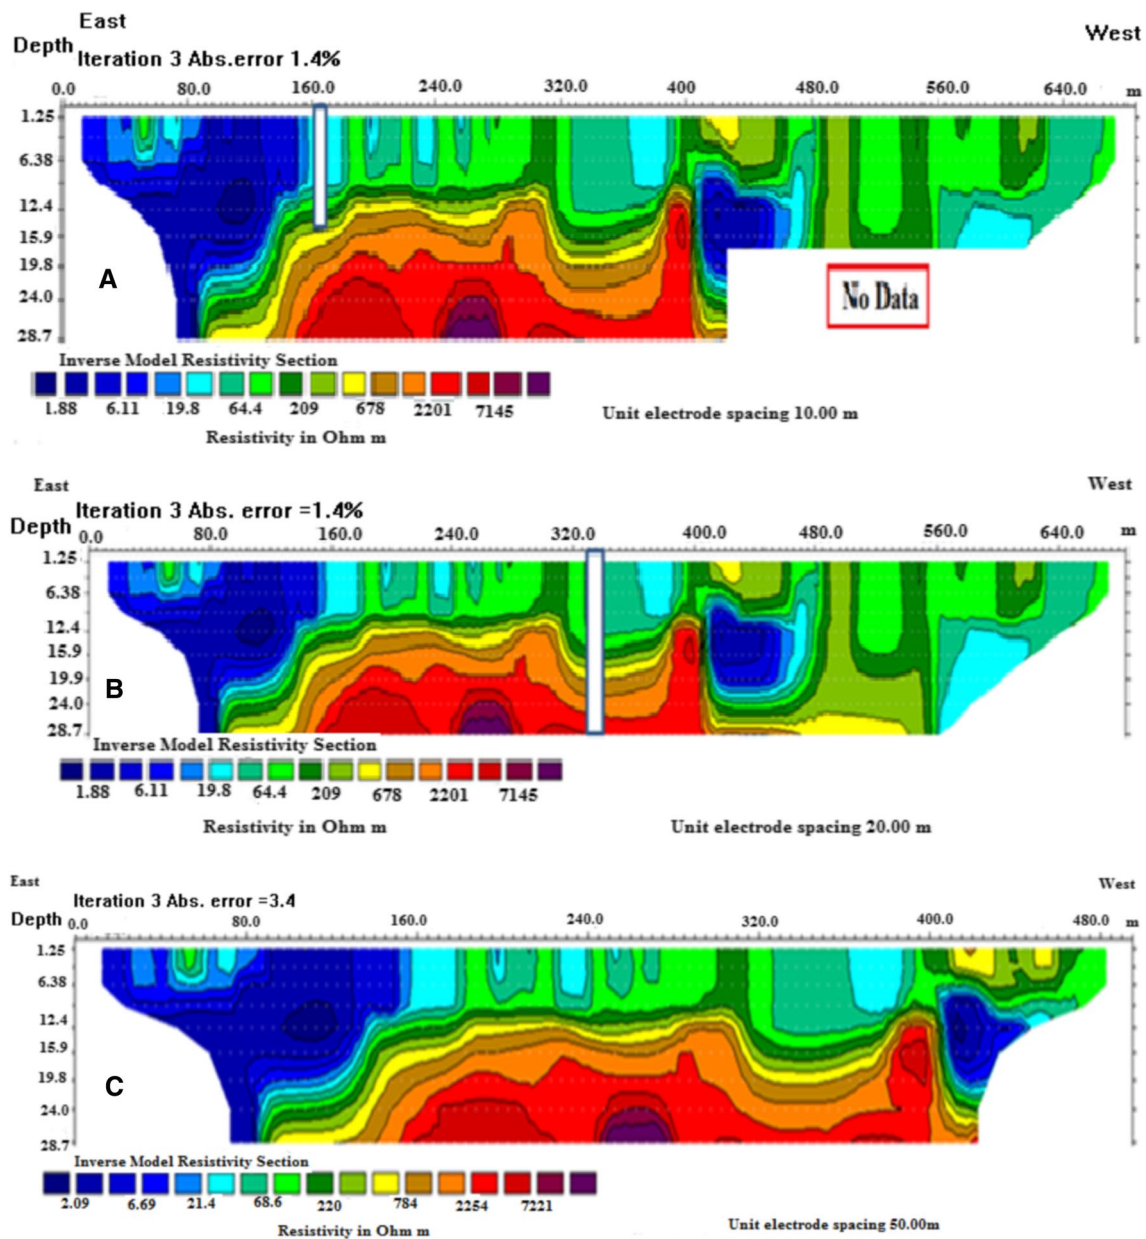 East
West
Depth
Iteration 3 Abs.error 1.4%
0.0 80.0 160.0 240.0 320.0 400 480.0 560.0 640.0 m
1.25
6.38
12.4
15.9
19.8
24.0
28.7
A
No Data
Inverse Model Resistivity Section
1.88 6.11 19.8 64.4 209 678 2201 7145
Unit electrode spacing 10.00 m
Resistivity in Ohm m
East
West
Iteration 3 Abs. error =1.4%
Depth
0.0 80.0 160.0 240.0 320.0 400.0 480.0 560.0 640.0 m
1.25
6.38
12.4
15.9
19.9
24.0
28.7
B
Inverse Model Resistivity Section
1.88 6.11 19.8 64.4 209 678 2201 7145
Resistivity in Ohm m
Unit electrode spacing 20.00 m
East
West
Iteration 3 Abs. error =3.4
Depth
0.0 80.0 160.0 240.0 320.0 400.0 480.0 m
1.25
6.38
12.4
15.9
19.8
24.0
28.7
C
Inverse Model Resistivity Section
2.09 6.69 21.4 68.6 220 784 2254 7221
Unit electrode spacing 50.00m
Resistivity in Ohm m